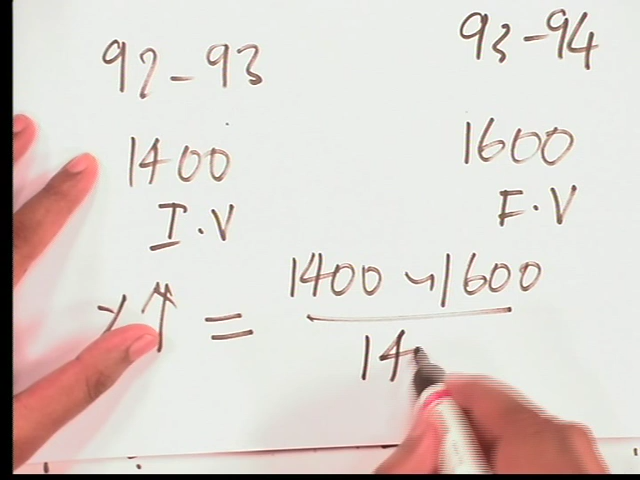 92-93 93-94
1400 1600
I.V F.V
% ↑ = 1400 ~ 1600
14